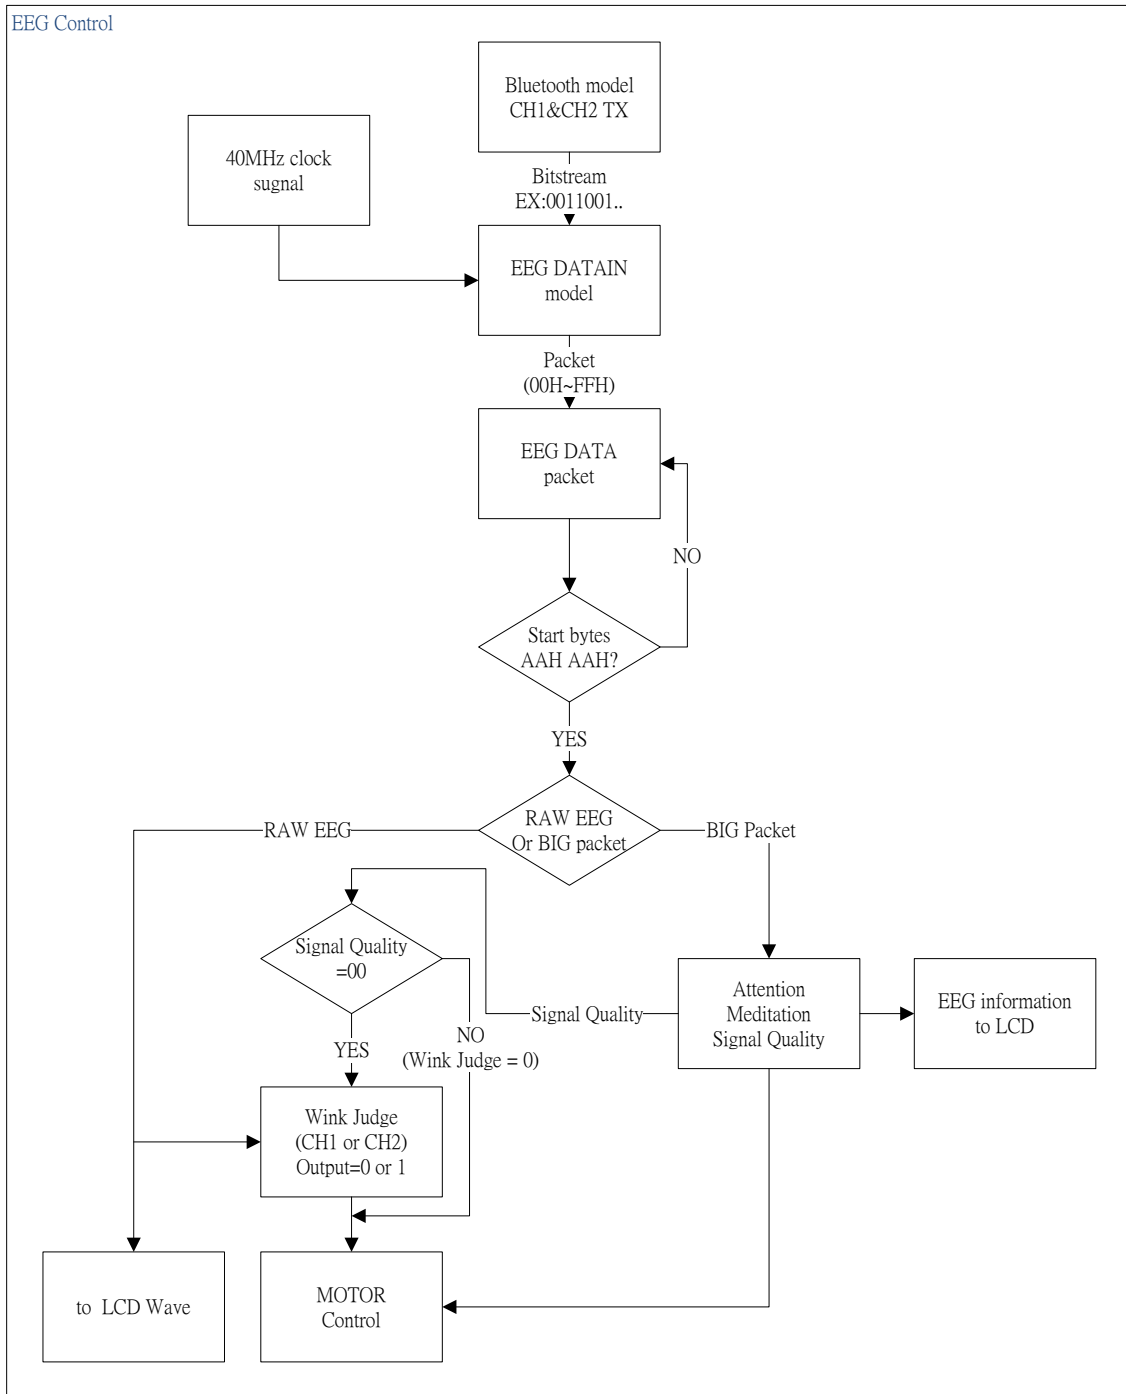 EEG Control
Bluetooth model
CH1&CH2 TX
40MHz clock
sugnal
Bitstream
EX:0011001..
EEG DATAIN
model
Packet
(00H~FFH)
EEG DATA
packet
NO
Start bytes
AAH AAH?
YES
RAW EEG
RAW EEG
Or BIG packet
BIG Packet
Signal Quality
=00
Signal Quality
Attention
Meditation
Signal Quality
EEG information
to LCD
YES
NO
(Wink Judge = 0)
Wink Judge
(CH1 or CH2)
Output=0 or 1
to  LCD Wave
MOTOR
Control